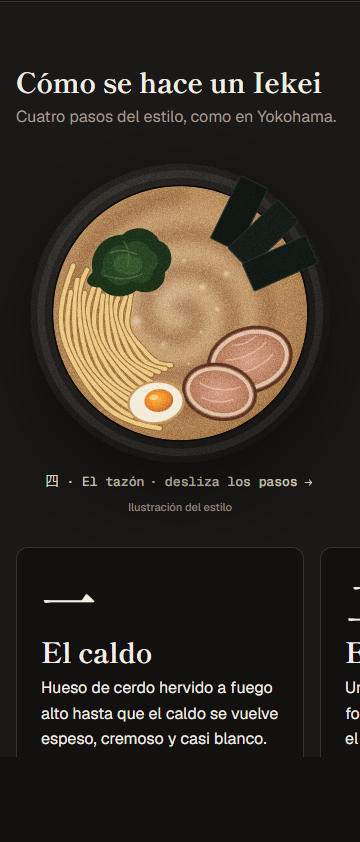 Cómo se hace un Iekei
Cuatro pasos del estilo, como en Yokohama.
四 · El tazón · desliza los pasos →
Ilustración del estilo
一
El caldo
Hueso de cerdo hervido a fuego
alto hasta que el caldo se vuelve
espeso, cremoso y casi blanco.